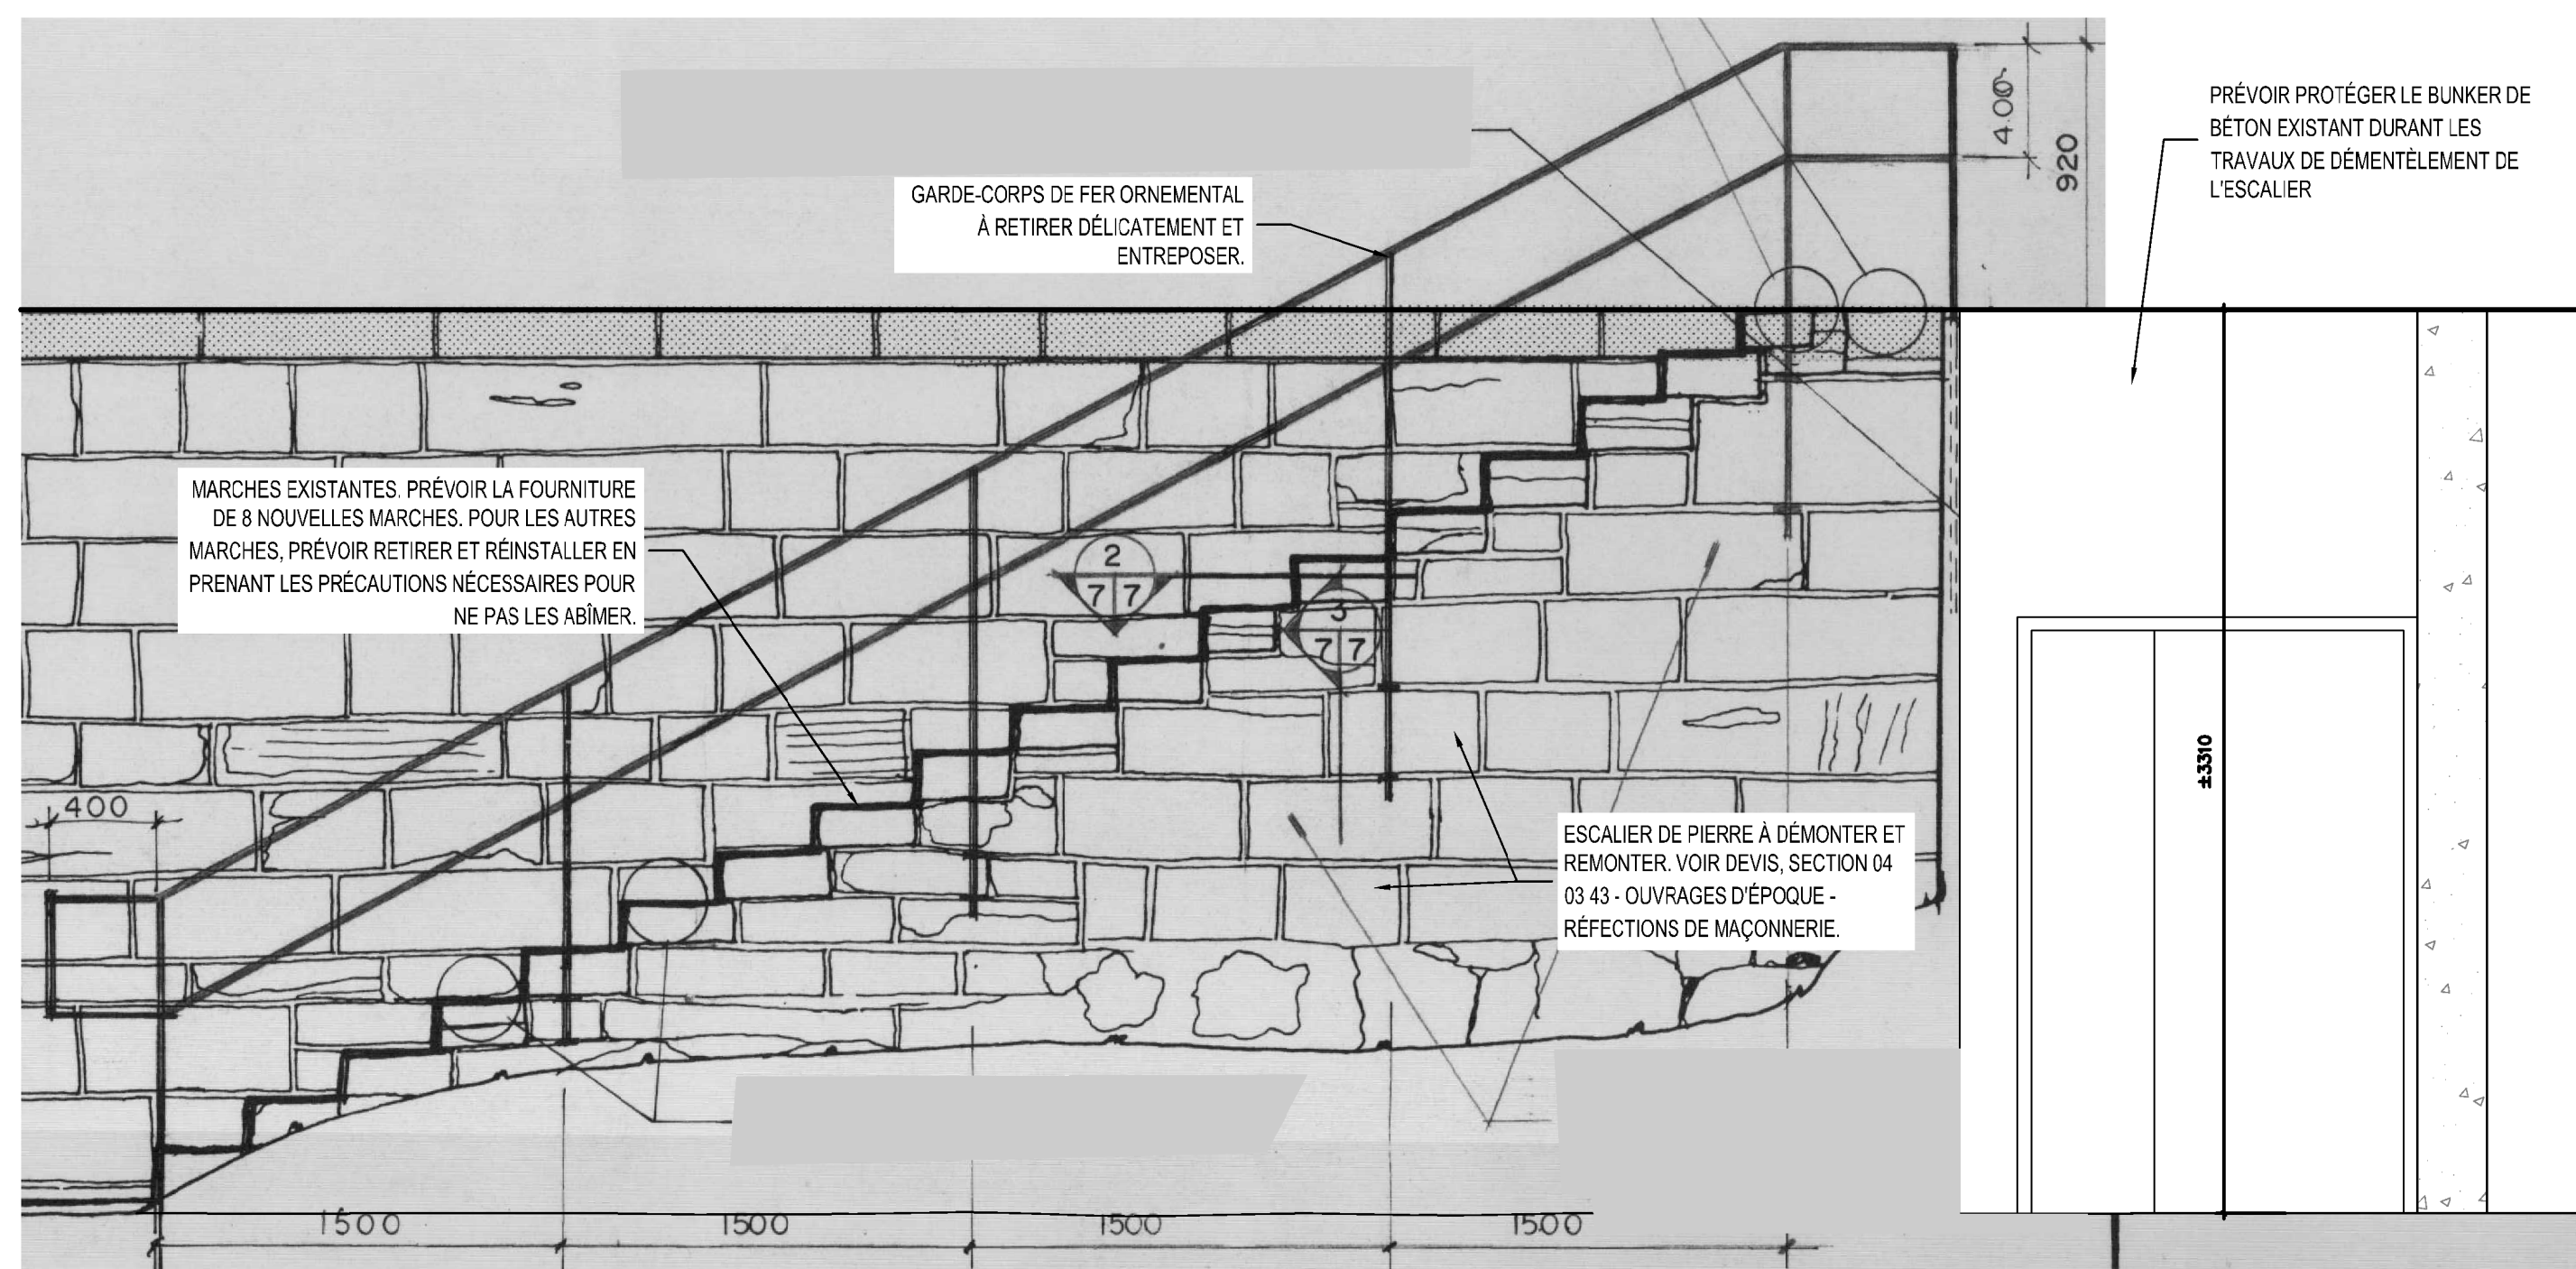 4.00
920
PRÉVOIR PROTÉGER LE BUNKER DE
BÉTON EXISTANT DURANT LES
TRAVAUX DE DÉMENTÈLEMENT DE
L'ESCALIER
GARDE-CORPS DE FER ORNEMENTAL
À RETIRER DÉLICATEMENT ET
ENTREPOSER.
MARCHES EXISTANTES. PRÉVOIR LA FOURNITURE
DE 8 NOUVELLES MARCHES. POUR LES AUTRES
MARCHES, PRÉVOIR RETIRER ET RÉINSTALLER EN
PRENANT LES PRÉCAUTIONS NÉCESSAIRES POUR
NE PAS LES ABÎMER.
2
7 7
3
7 7
±3310
400
ESCALIER DE PIERRE À DÉMONTER ET
REMONTER. VOIR DEVIS, SECTION 04
03 43 - OUVRAGES D'ÉPOQUE -
RÉFECTIONS DE MAÇONNERIE.
1500
1500
1500
1500